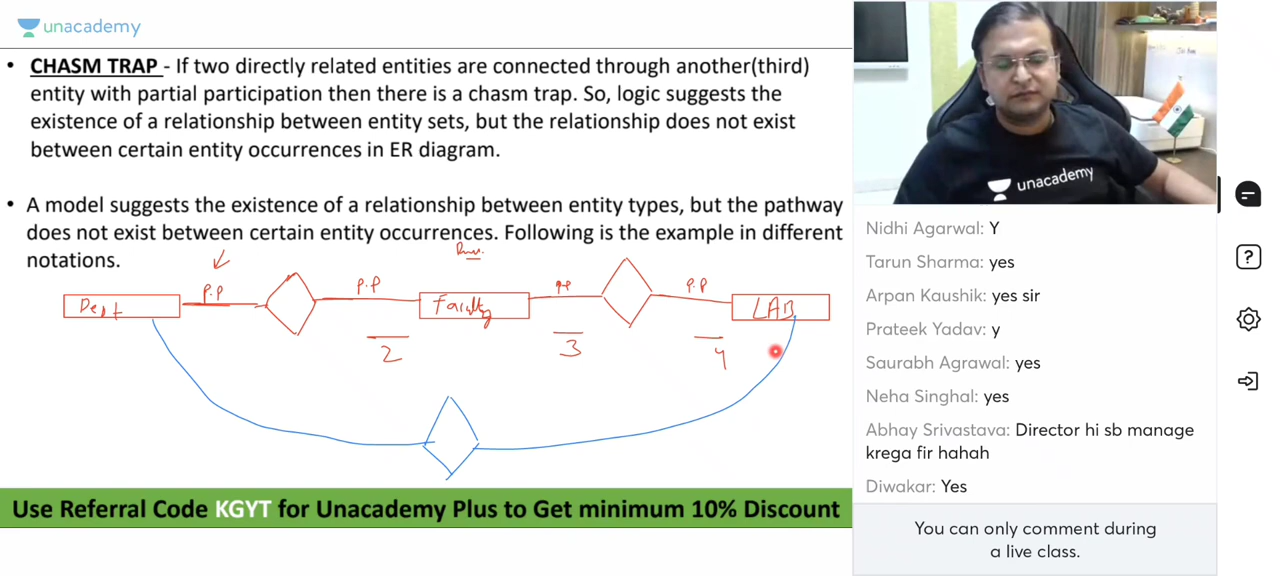 unacademy
• CHASM TRAP - If two directly related entities are connected through another(third)
entity with partial participation then there is a chasm trap. So, logic suggests the
existence of a relationship between entity sets, but the relationship does not exist
between certain entity occurrences in ER diagram.
• A model suggests the existence of a relationship between entity types, but the pathway
does not exist between certain entity occurrences. Following is the example in different
notations.
P.P P.P P.P P.P
Dept Faculty LAB
2 3 4
Use Referral Code KGYT for Unacademy Plus to Get minimum 10% Discount
unacademy
Nidhi Agarwal: Y
Tarun Sharma: yes
Arpan Kaushik: yes sir
Prateek Yadav: y
Saurabh Agrawal: yes
Neha Singhal: yes
Abhay Srivastava: Director hi sb manage
krega fir hahah
Diwakar: Yes
You can only comment during
a live class.
?